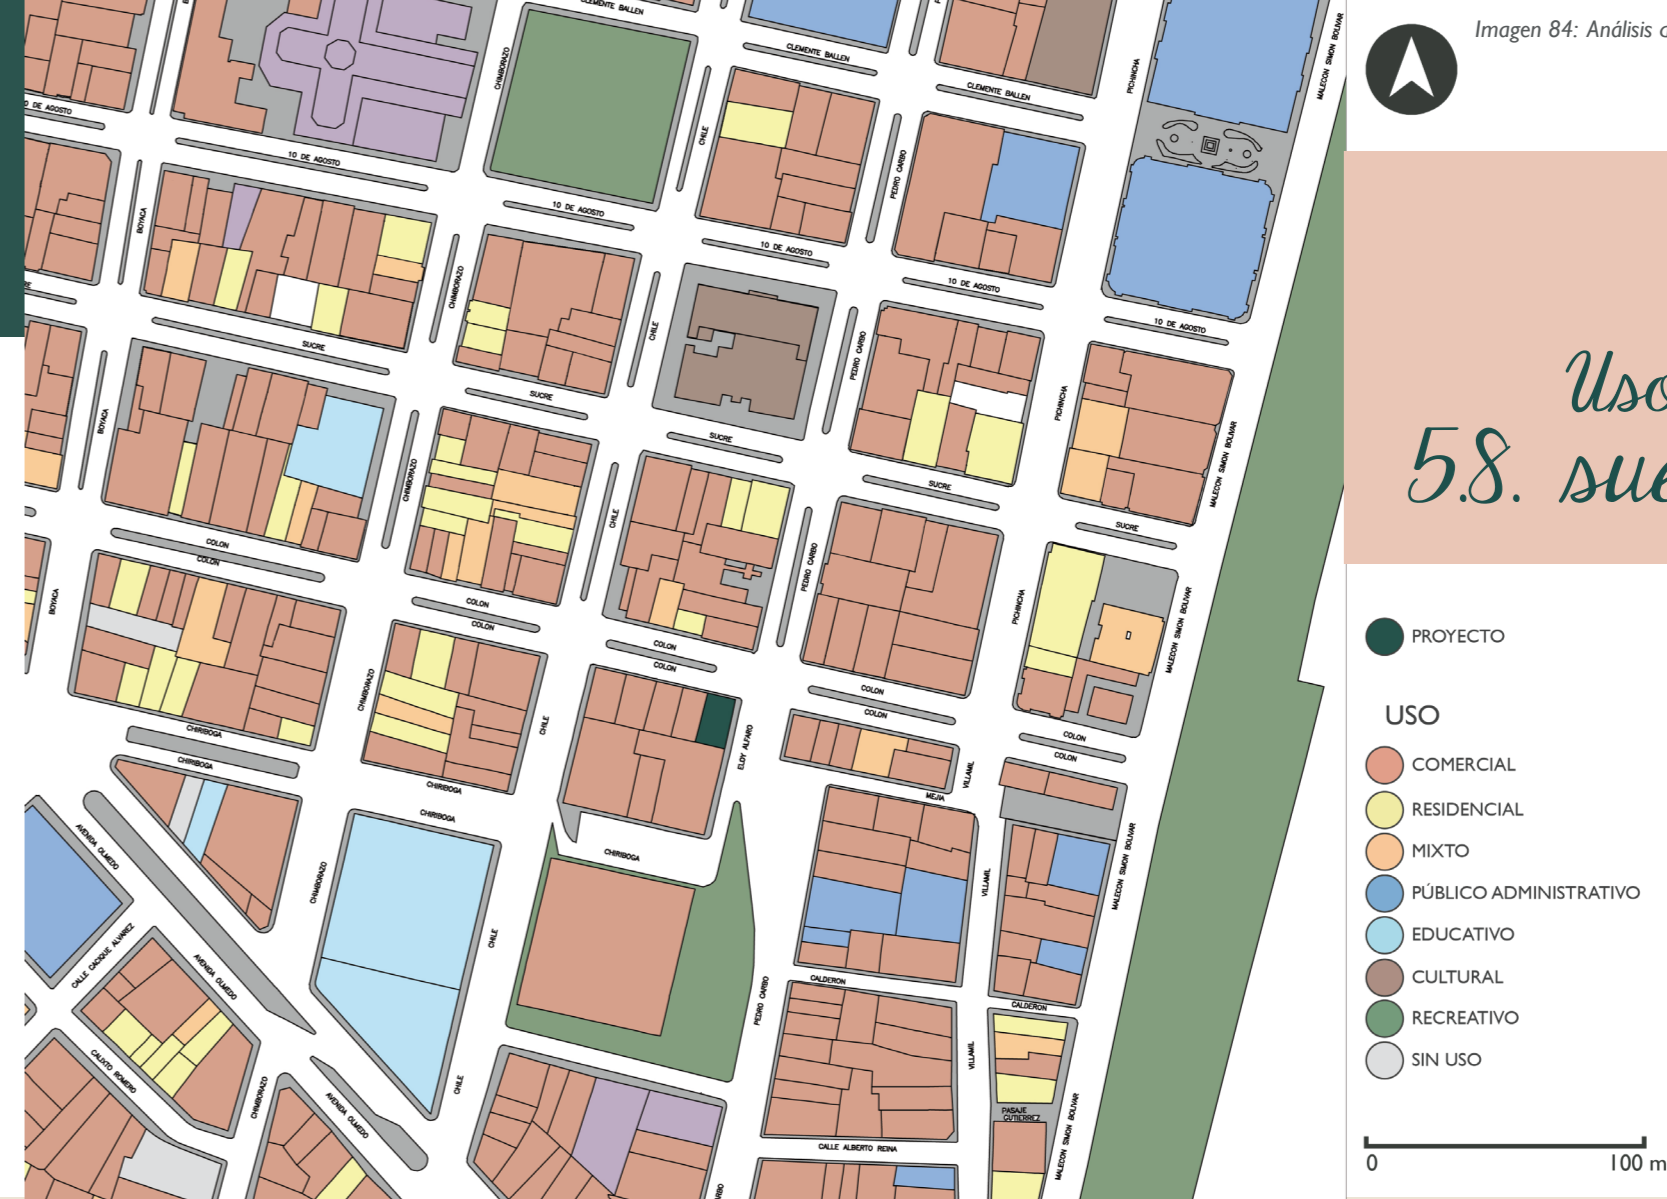 CLEMENTE BALLEN
CHIMBORAZO
CLEMENTE BALLEN
CLEMENTE BALLEN
PICHINCHA
MALECON SIMON BOLIVAR
DE AGOSTO
10 DE AGOSTO
CHILE
PEDRO CARBO
BOYACA
10 DE AGOSTO
10 DE AGOSTO
10 DE AGOSTO
10 DE AGOSTO
CHIMBORAZO
CHILE
PEDRO CARBO
SUCRE
SUCRE
SUCRE
SUCRE
SUCRE
BOYACA
CHIMBORAZO
CHILE
PEDRO CARBO
PICHINCHA
MALECON SIMON BOLIVAR
COLON
COLON
BOYACA
COLON
COLON
COLON
COLON
PICHINCHA
MALECON SIMON BOLIVAR
CHIMBORAZO
CHILE
ELOY ALFARO
COLON
COLON
COLON
COLON
VILLAMIL
MEJIA
CHIRIBOGA
CHIRIBOGA
CHIRIBOGA
CHIRIBOGA
CHIRIBOGA
AVENIDA OLMEDO
CHIMBORAZO
CHILE
VILLAMIL
MALECON SIMON BOLIVAR
CALLE CACIQUE ALVAREZ
AVENIDA OLMEDO
PEDRO CARBO
CALDERON
CALDERON
CALIXTO ROMERO
CHIMBORAZO
AVENIDA OLMEDO
CHILE
VILLAMIL
PASAJE
GUTIERREZ
MALECON SIMON BOLIVAR
CALLE ALBERTO REINA
Imagen 84: Análisis
5.8.
PROYECTO
USO
COMERCIAL
RESIDENCIAL
MIXTO
PÚBLICO ADMINISTRATIVO
EDUCATIVO
CULTURAL
RECREATIVO
SIN USO
0 100 m